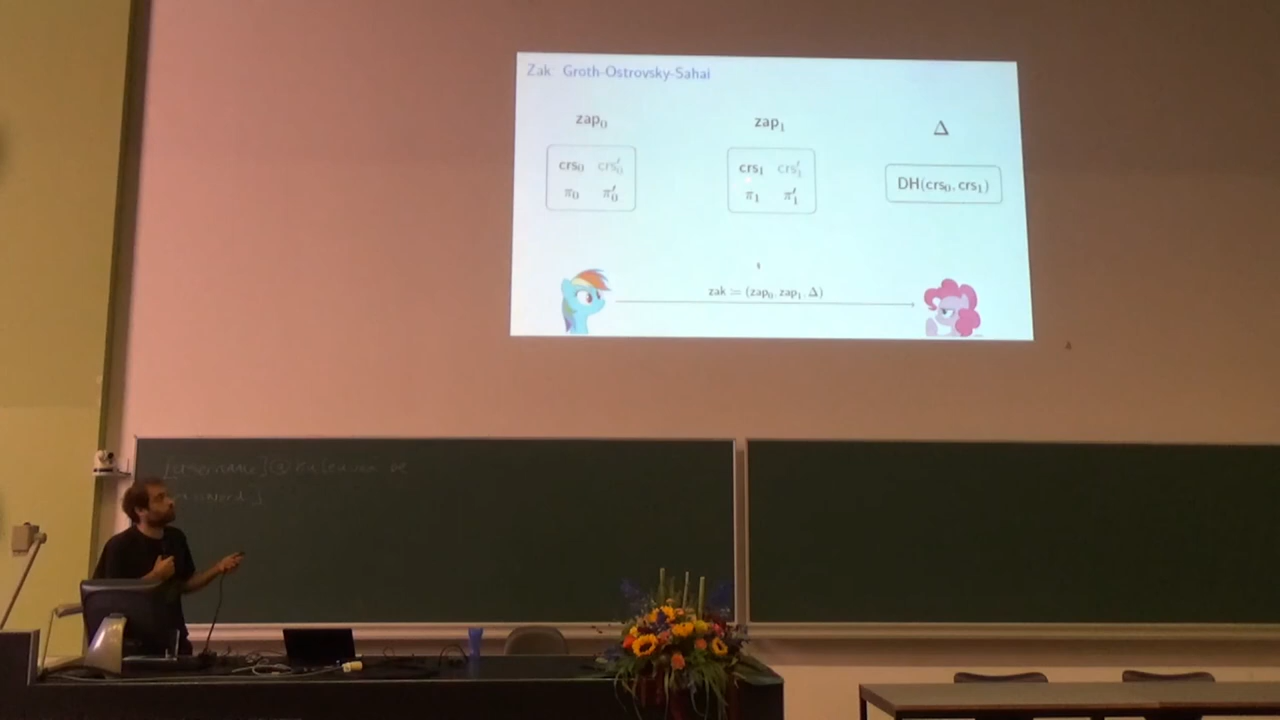 Zak: Groth-Ostrovsky-Sahai
zap₀ zap₁ Δ
crs₀ crs′₀ crs₁ crs′₁ DH(crs₀, crs₁)
π₀ π′₀ π₁ π′₁
zak := (zap₀, zap₁, Δ)